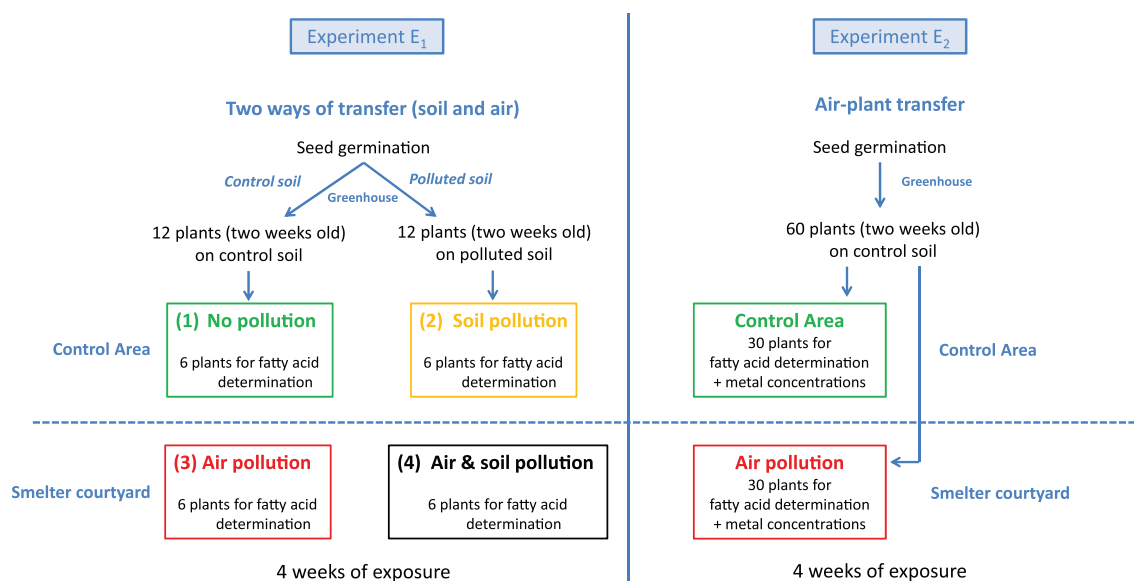 Experiment E₁
Two ways of transfer (soil and air)
Seed germination
Control soil
Polluted soil
Greenhouse
12 plants (two weeks old)
on control soil
12 plants (two weeks old)
on polluted soil
Control Area
(1) No pollution
6 plants for fatty acid
determination
(2) Soil pollution
6 plants for fatty acid
determination
Smelter courtyard
(3) Air pollution
6 plants for fatty acid
determination
(4) Air & soil pollution
6 plants for fatty acid
determination
4 weeks of exposure
Experiment E₂
Air-plant transfer
Seed germination
Greenhouse
60 plants (two weeks old)
on control soil
Control Area
30 plants for
fatty acid determination
+ metal concentrations
Control Area
Air pollution
30 plants for
fatty acid determination
+ metal concentrations
Smelter courtyard
4 weeks of exposure